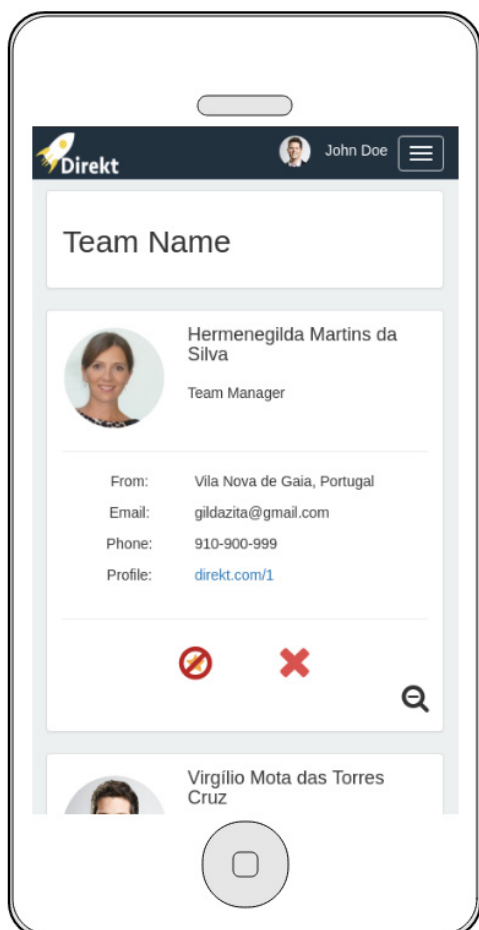 Direkt
John Doe
Team Name
Hermenegilda Martins da
Silva
Team Manager
From: Vila Nova de Gaia, Portugal
Email: gildazita@gmail.com
Phone: 910-900-999
Profile: direkt.com/1
Virgílio Mota das Torres
Cruz